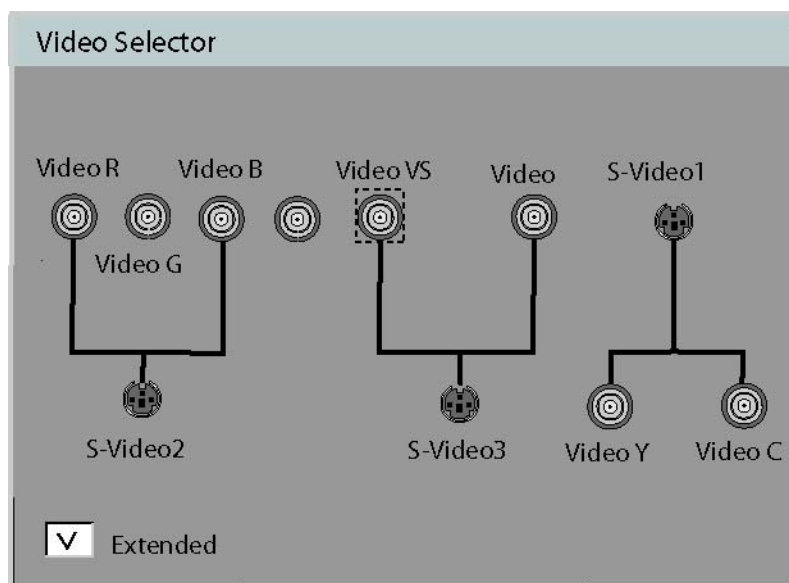 Video Selector
Video R
Video B
Video VS
Video
S-Video1
Video G
S-Video2
S-Video3
Video Y
Video C
V
Extended